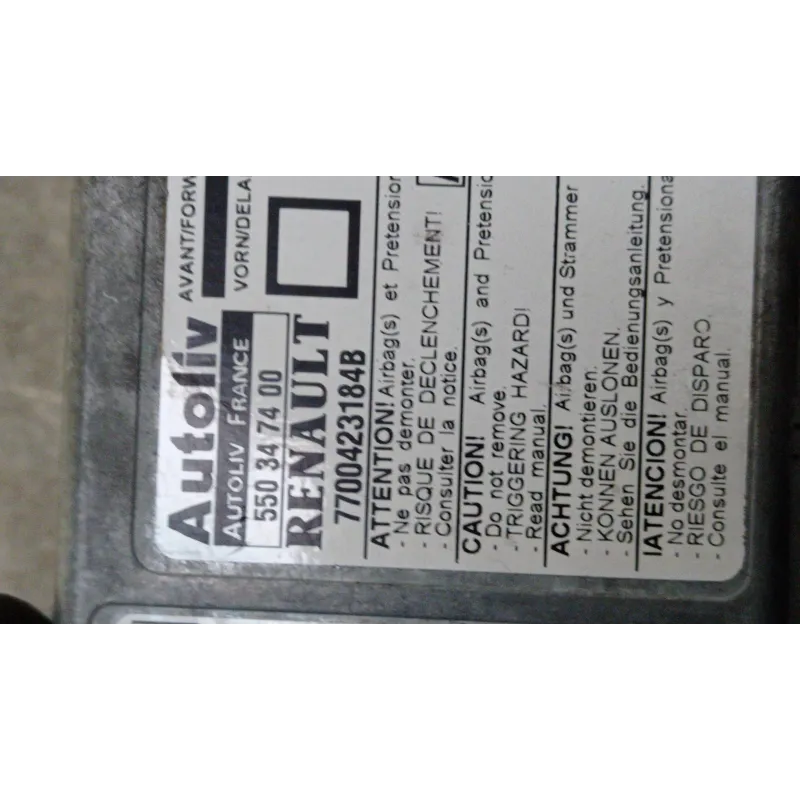 Autoliv
AUTOLIV FRANCE
550 34 74 00
AVANT/FORW
VORN/DELA
RENAULT
7700423184B
ATTENTION! Airbag(s) et Pretension
- Ne pas demonter.
- RISQUE DE DECLENCHEMENT!
- Consulter la notice.
CAUTION! Airbag(s) and Pretensio
- Do not remove.
- TRIGGERING HAZARD!
- Read manual.
ACHTUNG! Airbag(s) und Strammer
- Nicht demontieren.
- KONNEN AUSLONEN.
- Sehen Sie die Bedienungsanleitung.
IATENCION! Airbag(s) y Pretensiona
- No desmontar.
- RIESGO DE DISPARO.
- Consulte el manual.